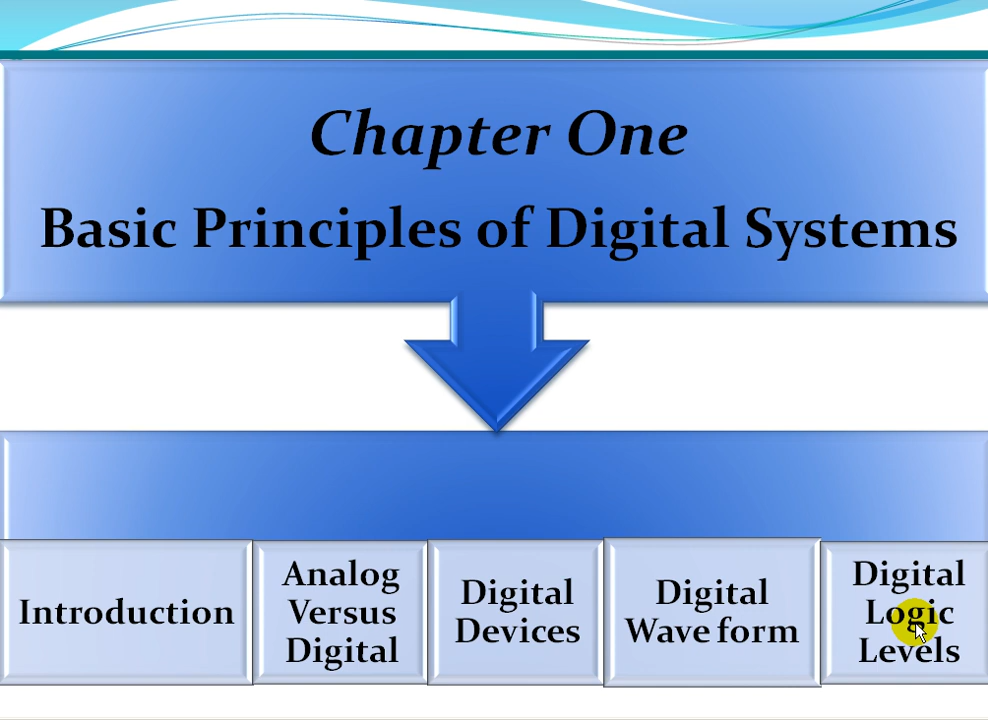 Chapter One
Basic Principles of Digital Systems
Introduction
Analog
Versus
Digital
Digital
Devices
Digital
Wave form
Digital
Logic
Levels